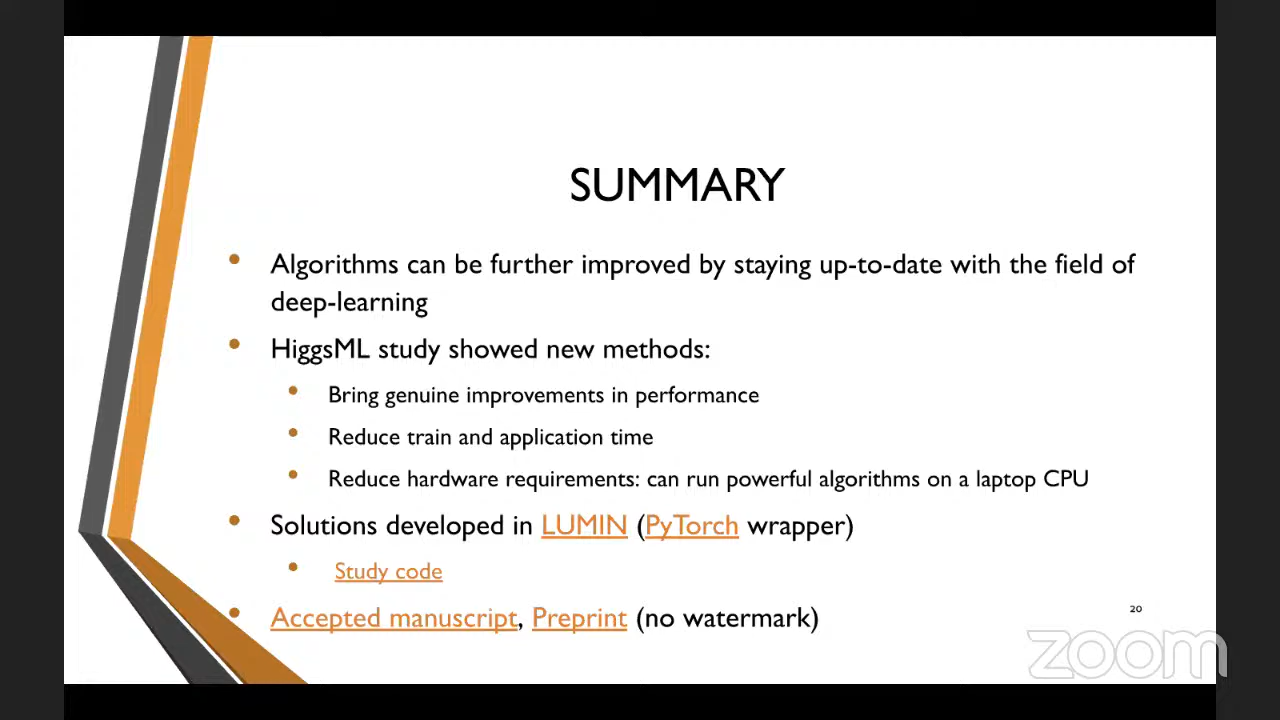 SUMMARY
• Algorithms can be further improved by staying up-to-date with the field of
deep-learning
• HiggsML study showed new methods:
• Bring genuine improvements in performance
• Reduce train and application time
• Reduce hardware requirements: can run powerful algorithms on a laptop CPU
• Solutions developed in LUMIN (PyTorch wrapper)
• Study code
• Accepted manuscript, Preprint (no watermark)
20
zoom